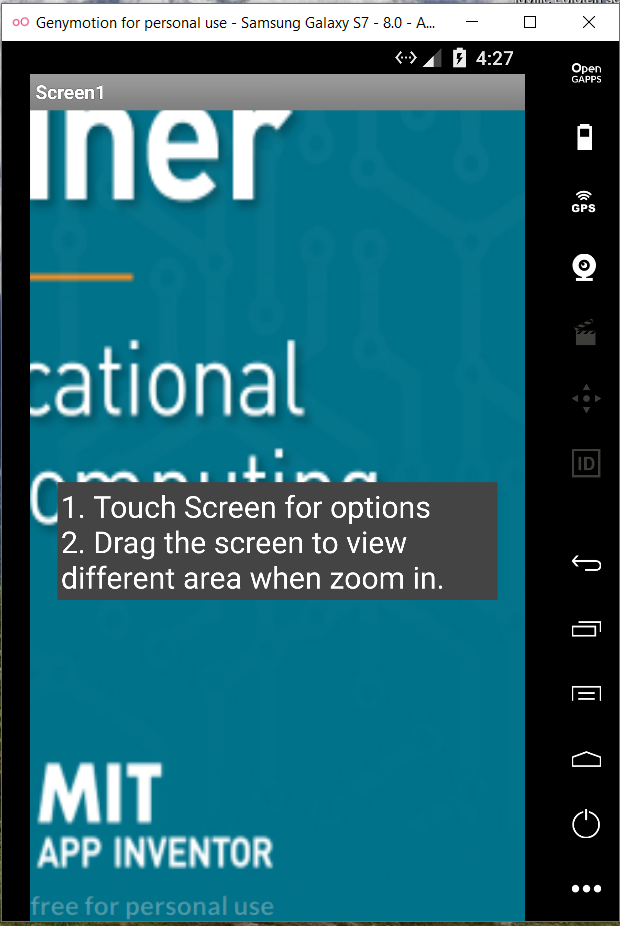 Genymotion for personal use - Samsung Galaxy S7 - 8.0 - A...
4:27
Open
GAPPS
Screen1
iner
GPS
cational
ID
computing
1. Touch Screen for options
2. Drag the screen to view
different area when zoom in.
MIT
APP INVENTOR
free for personal use